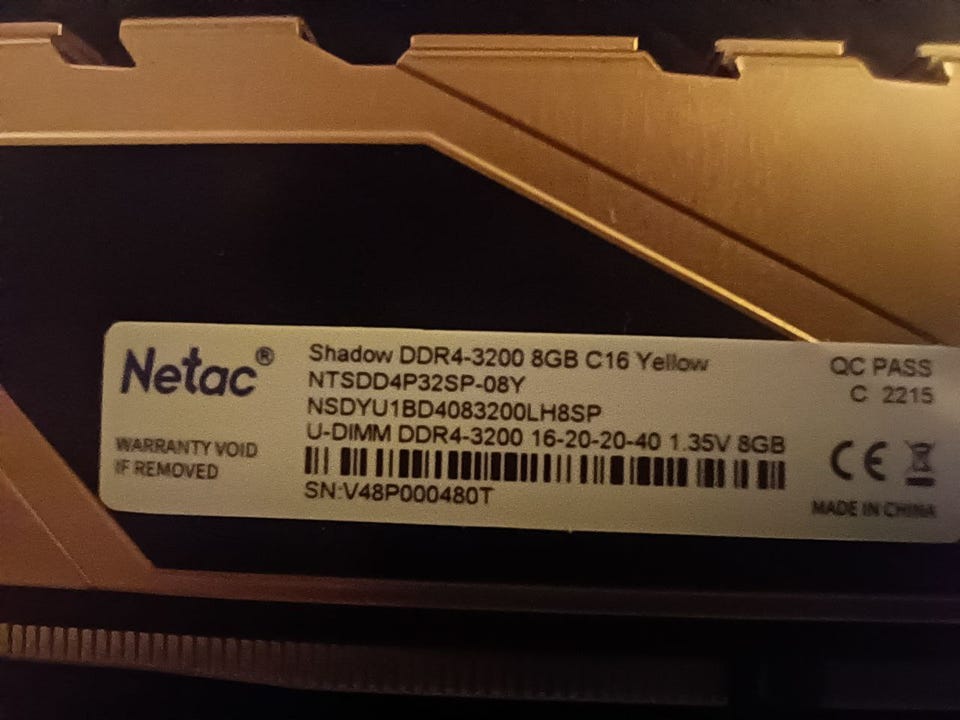 Netac®
WARRANTY VOID
IF REMOVED
Shadow DDR4-3200 8GB C16 Yellow
NTSDD4P32SP-08Y
NSDYU1BD4083200LH8SP
U-DIMM DDR4-3200 16-20-20-40 1.35V 8GB
SN:V48P000480T
QC PASS
C 2215
CE
MADE IN CHINA